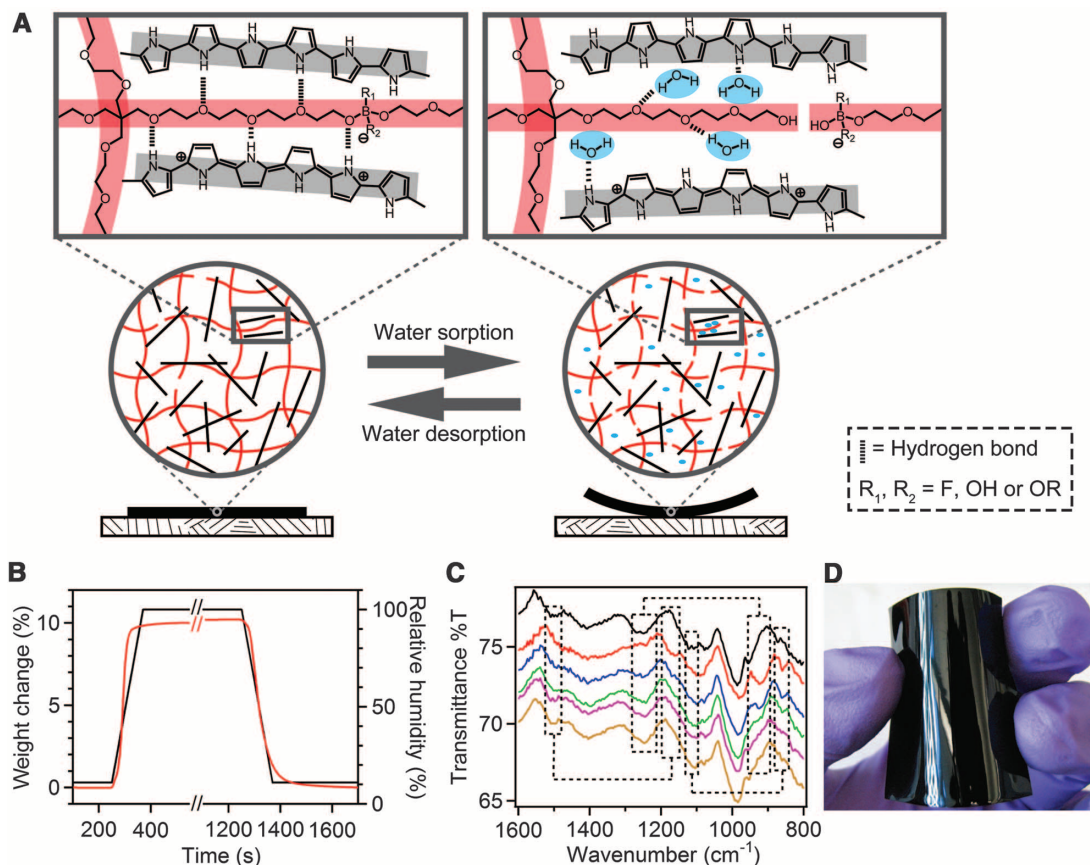 A
H
N
O
R₁
B
R₂
⊖
⊕
H
N
O
H
H
R₁
OH
HO
B
R₂
⊖
⊕
Water sorption
Water desorption
= Hydrogen bond
R₁, R₂ = F, OH or OR
B
Weight change (%)
10
5
0
100
50
0
Relative humidity
(%)
200 400 1200 1400 1600
Time (s)
C
Transmittance %T
75
70
65
1600 1400 1200 1000 800
Wavenumber (cm⁻¹)
D